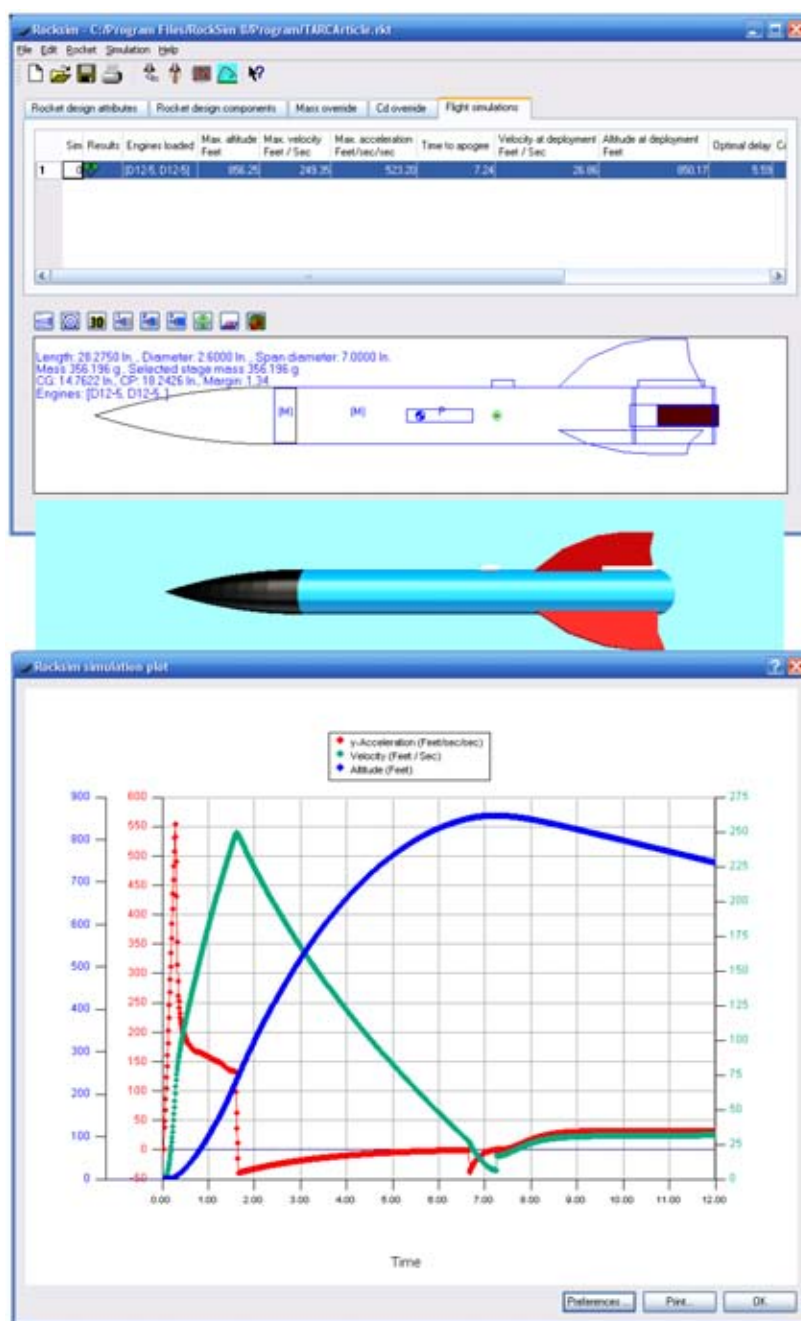 Rocksim - C:/Program Files/RockSim 8/Program/TARCArticle.rkt
File Edit Rocket Simulation Help
Rocket design attributes Rocket design components Mass override Cd override Flight simulations
Sim Results Engines loaded Max. altitude Feet Max. velocity Feet / Sec Max. acceleration Feet/sec/sec Time to apogee Velocity at deployment Feet / Sec Altitude at deployment Feet Optimal delay
1 0 [D12-5, D12-5] 856.25 249.35 523.20 7.24 26.86 850.17 5.59
3D
Length: 28.2750 In., Diameter: 2.6000 In., Span diameter: 7.0000 In.
Mass 356.196 g, Selected stage mass 356.196 g
CG: 14.7622 In., CP: 18.2426 In., Margin: 1.34
Engines: [D12-5, D12-5, ]
[M] [M] P
Rocksim simulation plot
y-Acceleration (Feet/sec/sec)
Velocity (Feet / Sec)
Altitude (Feet)
900 600 275
550
800 250
500
700 450 225
400 200
600
350 175
500 300
150
250
400 125
200
300 150 100
100 75
200
50 50
100 0 25
0 -50 0
0.00 1.00 2.00 3.00 4.00 5.00 6.00 7.00 8.00 9.00 10.00 11.00 12.00
Time
Preferences ... Print... OK